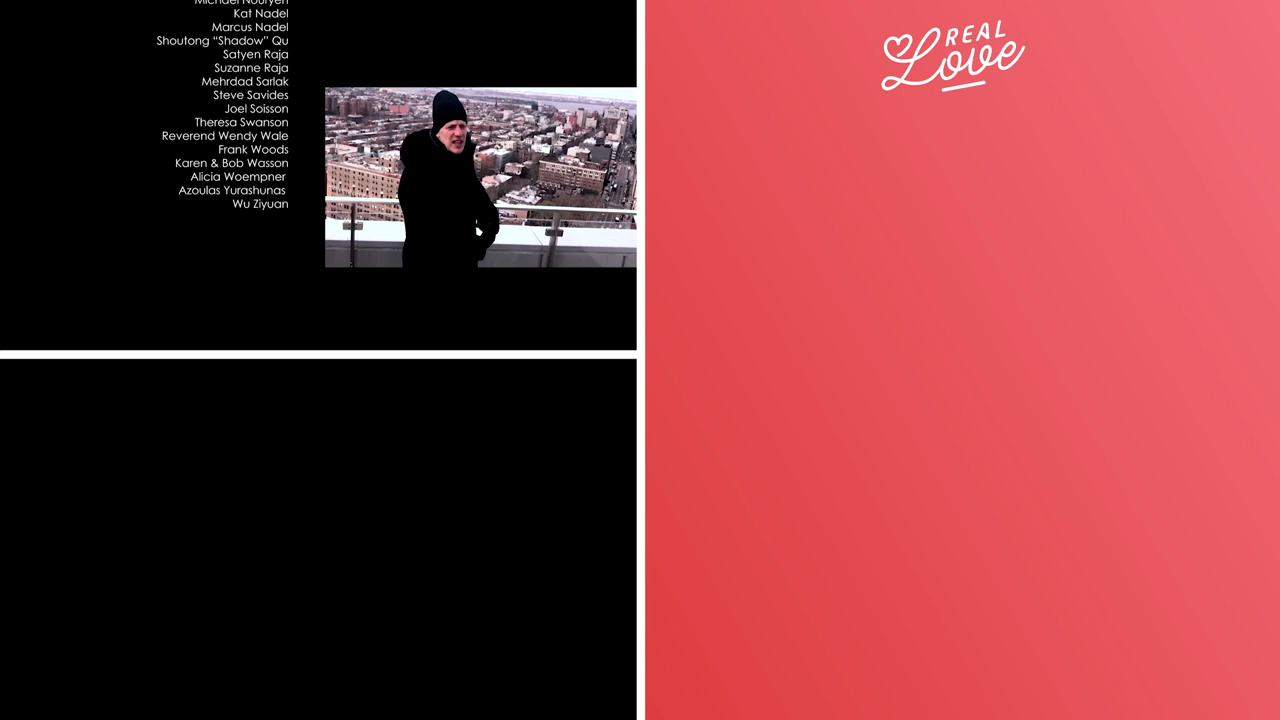 Kat Nadel
Marcus Nadel
Shoutong “Shadow” Qu
Satyen Raja
Suzanne Raja
Mehrdad Sarlak
Steve Savides
Joel Soisson
Theresa Swanson
Reverend Wendy Wale
Frank Woods
Karen & Bob Wasson
Alicia Woempner
Azoulas Yurashunas
Wu Ziyuan
REAL
Love